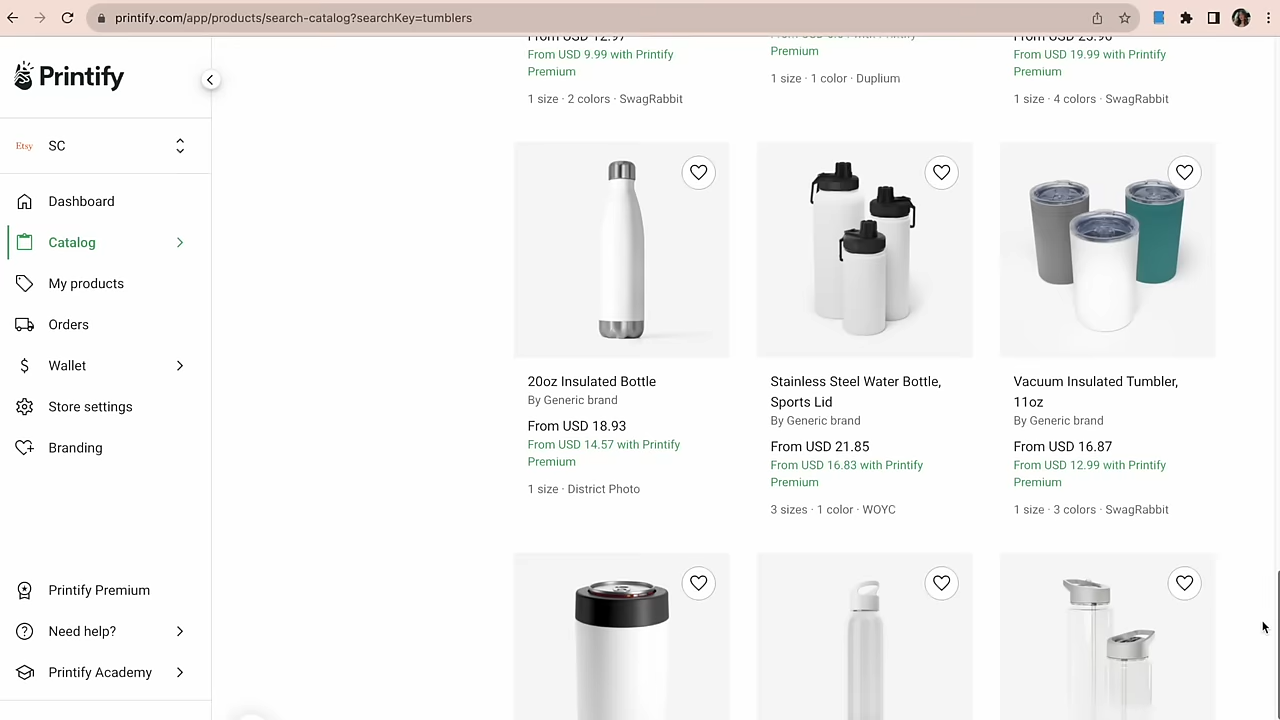 printify.com/app/products/search-catalog?searchKey=tumblers
Printify
Etsy
SC
Dashboard
Catalog
My products
Orders
Wallet
Store settings
Branding
Printify Premium
Need help?
Printify Academy
From USD 12.97
From USD 9.99 with Printify
Premium
1 size · 2 colors · SwagRabbit
Premium
1 size · 1 color · Duplium
From USD 19.99 with Printify
Premium
1 size · 4 colors · SwagRabbit
20oz Insulated Bottle
By Generic brand
From USD 18.93
From USD 14.57 with Printify
Premium
1 size · District Photo
Stainless Steel Water Bottle,
Sports Lid
By Generic brand
From USD 21.85
From USD 16.83 with Printify
Premium
3 sizes · 1 color · WOYC
Vacuum Insulated Tumbler,
11oz
By Generic brand
From USD 16.87
From USD 12.99 with Printify
Premium
1 size · 3 colors · SwagRabbit